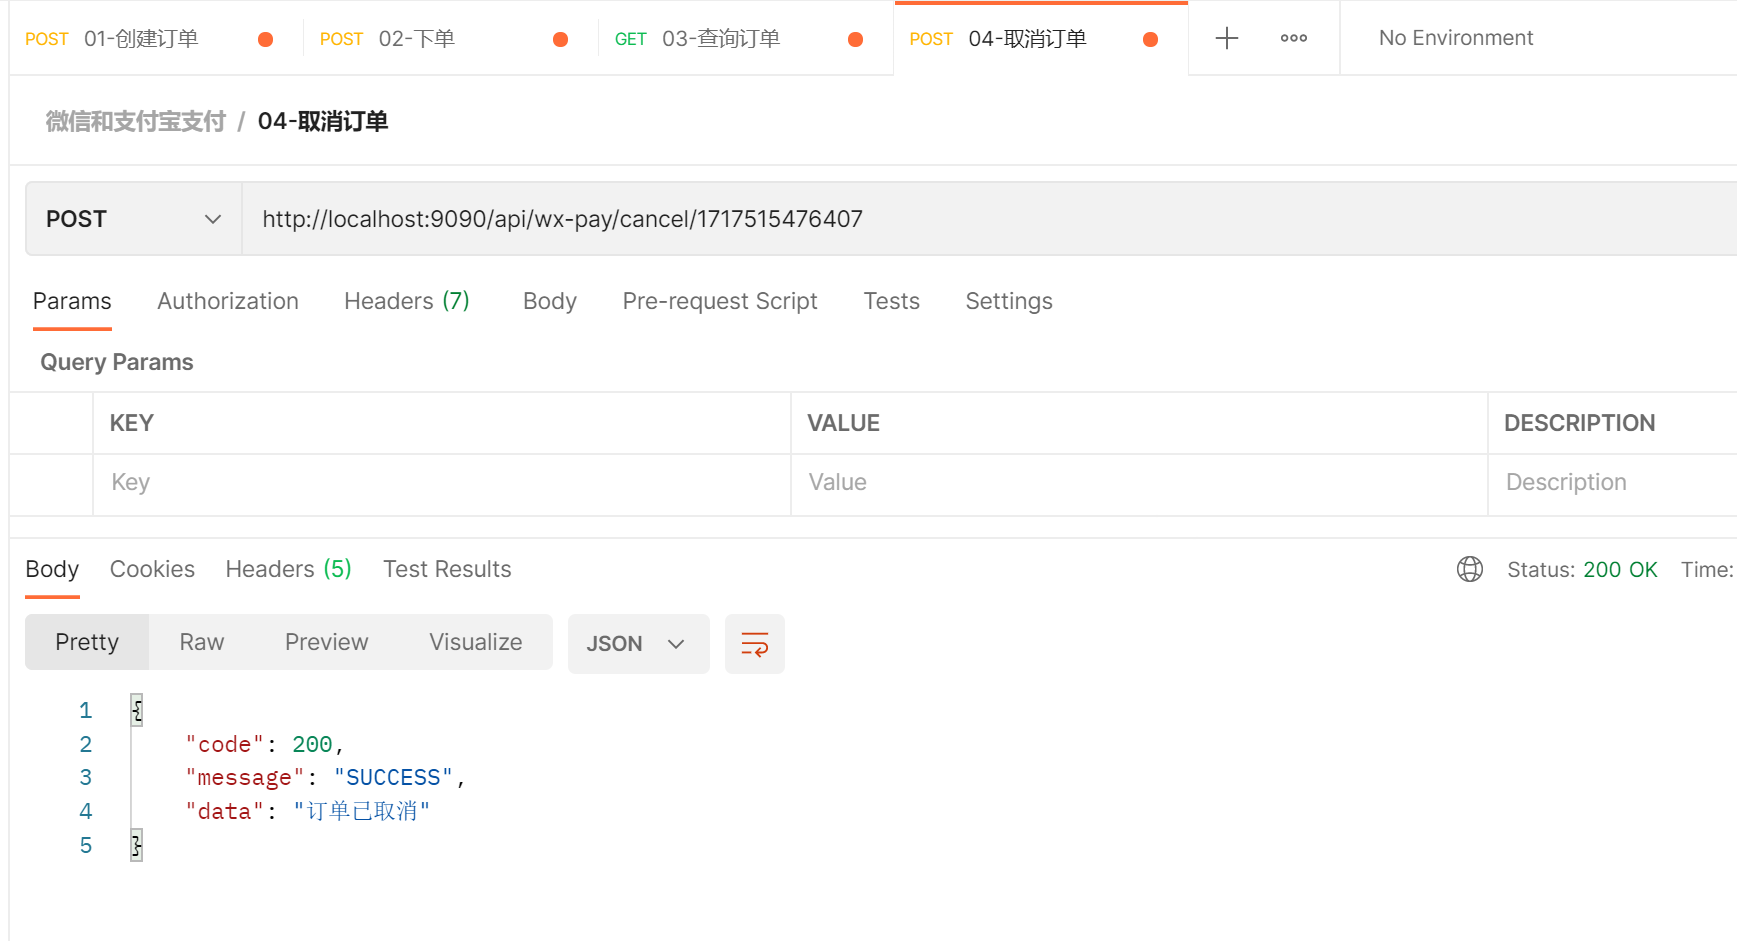 POST 01-创建订单 POST 02-下单 GET 03-查询订单 POST 04-取消订单 No Environment
微信和支付宝支付 / 04-取消订单
POST http://localhost:9090/api/wx-pay/cancel/1717515476407
Params Authorization Headers (7) Body Pre-request Script Tests Settings
Query Params
KEY VALUE DESCRIPTION
Key Value Description
Body Cookies Headers (5) Test Results Status: 200 OK Time:
Pretty Raw Preview Visualize JSON
1 {
2 "code": 200,
3 "message": "SUCCESS",
4 "data": "订单已取消"
5 }